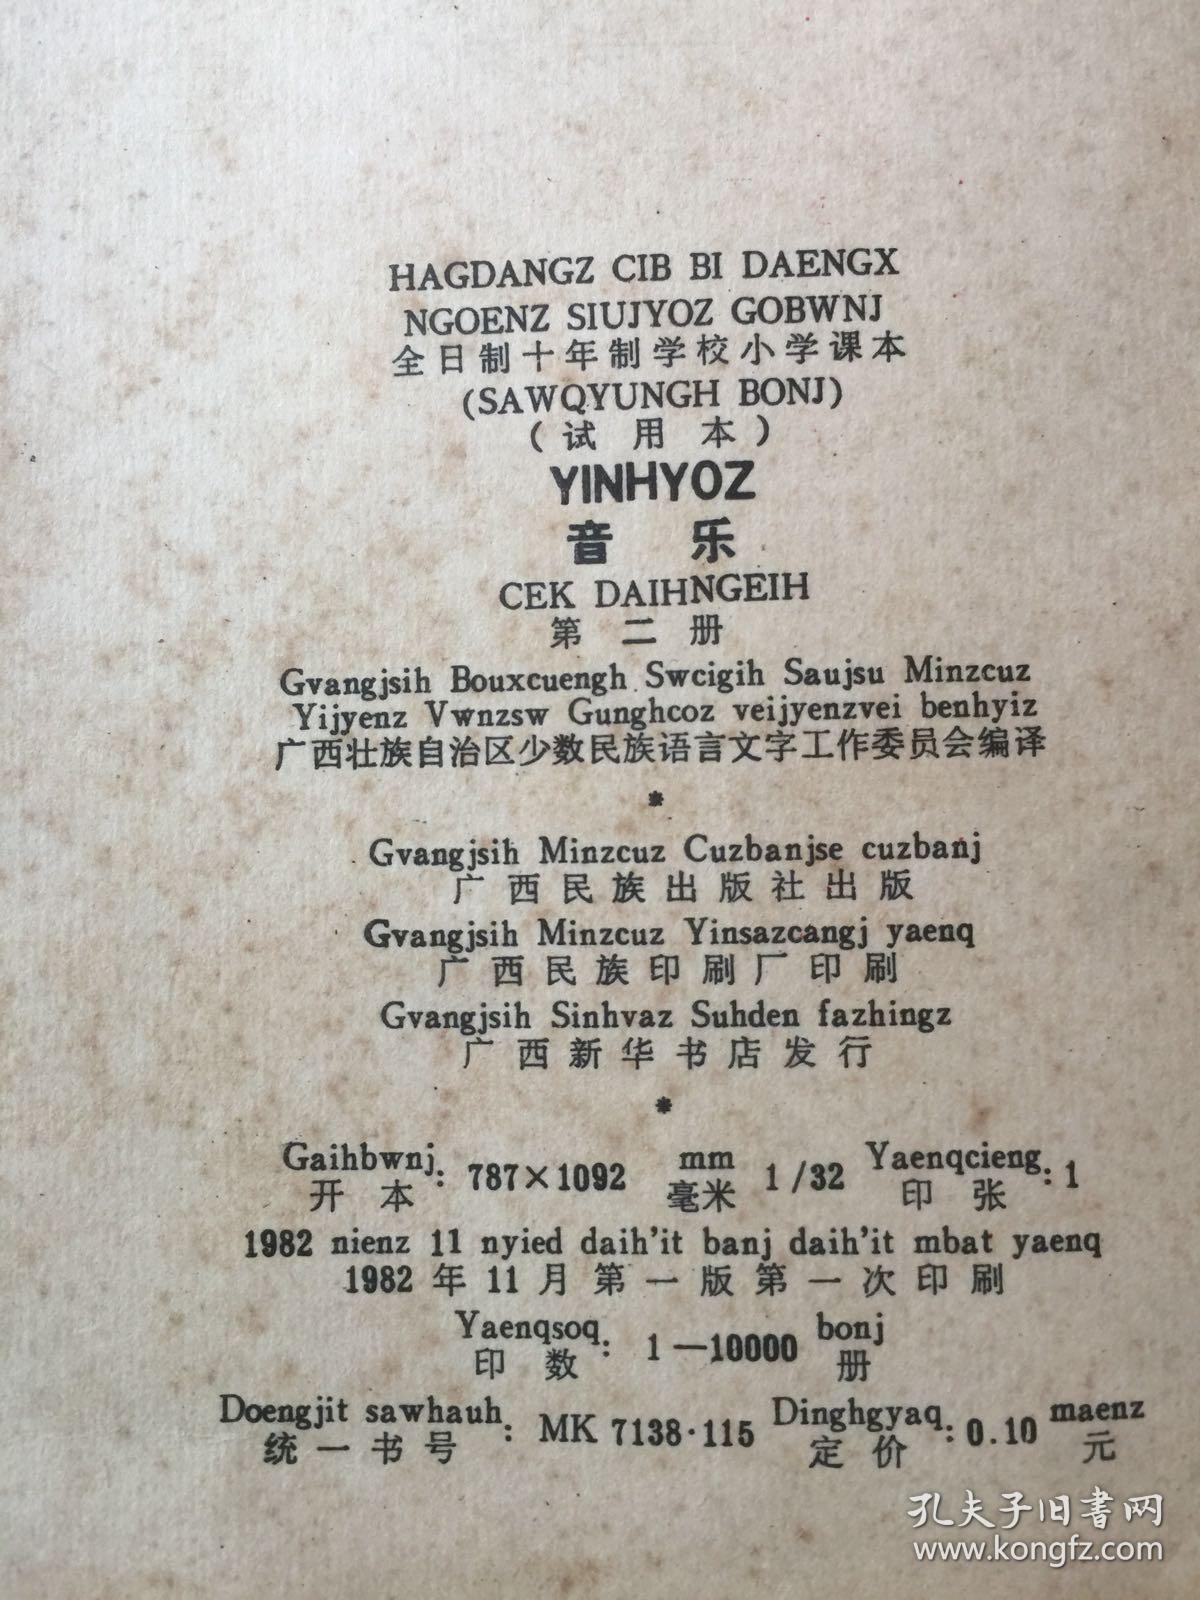 HAGDANGZ CIB BI DAENGX
NGOENZ SIUJYOZ GOBWNJ
全日制十年制学校小学课本
(SAWQYUNGH BONJ)
(试用本)
YINHYOZ
音乐
CEK DAIHNGEIH
第二册
Gvangjsih Bouxcuengh Swcigih Saujsu Minzcuz
Yijyenz Vwnzsw Gunghcoz veijyenzvei benhyiz
广西壮族自治区少数民族语言文字工作委员会编译
*
Gvangjsih Minzcuz Cuzbanjse cuzbanj
广西民族出版社出版
Gvangjsih Minzcuz Yinsazcangj yaenq
广西民族印刷厂印刷
Gvangjsih Sinhvaz Suhden fazhingz
广西新华书店发行
*
Gaihbwnj mm Yaenqcieng
开本: 787×1092 毫米 1/32 印张:1
1982 nienz 11 nyied daih'it banj daih'it mbat yaenq
1982年11月第一版第一次印刷
Yaenqsoq bonj
印数: 1—10000 册
Doengjit sawhauh Dinghgyaq maenz
统一书号: MK 7138·115 定价:0.10 元
孔夫子旧书网
www.kongfz.com